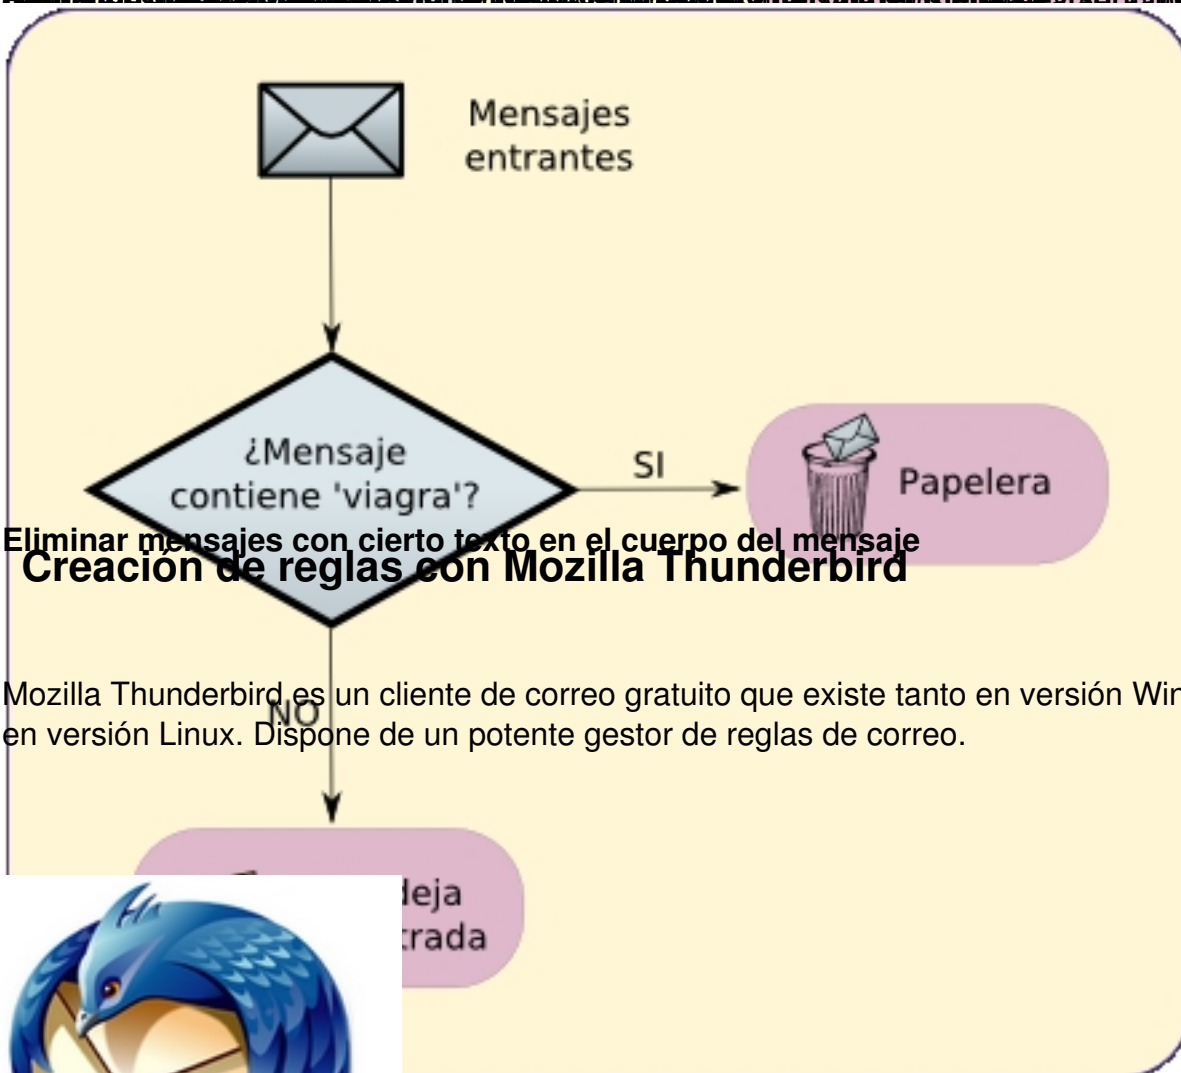 Mensajes
entrantes
¿Mensaje
contiene 'viagra'?
SI
Papelera
Eliminar mensajes con cierto texto en el cuerpo del mensaje
Creación de reglas con Mozilla Thunderbird
Mozilla Thunderbird es un cliente de correo gratuito que existe tanto en versión
NO
en versión Linux. Dispone de un potente gestor de reglas de correo.